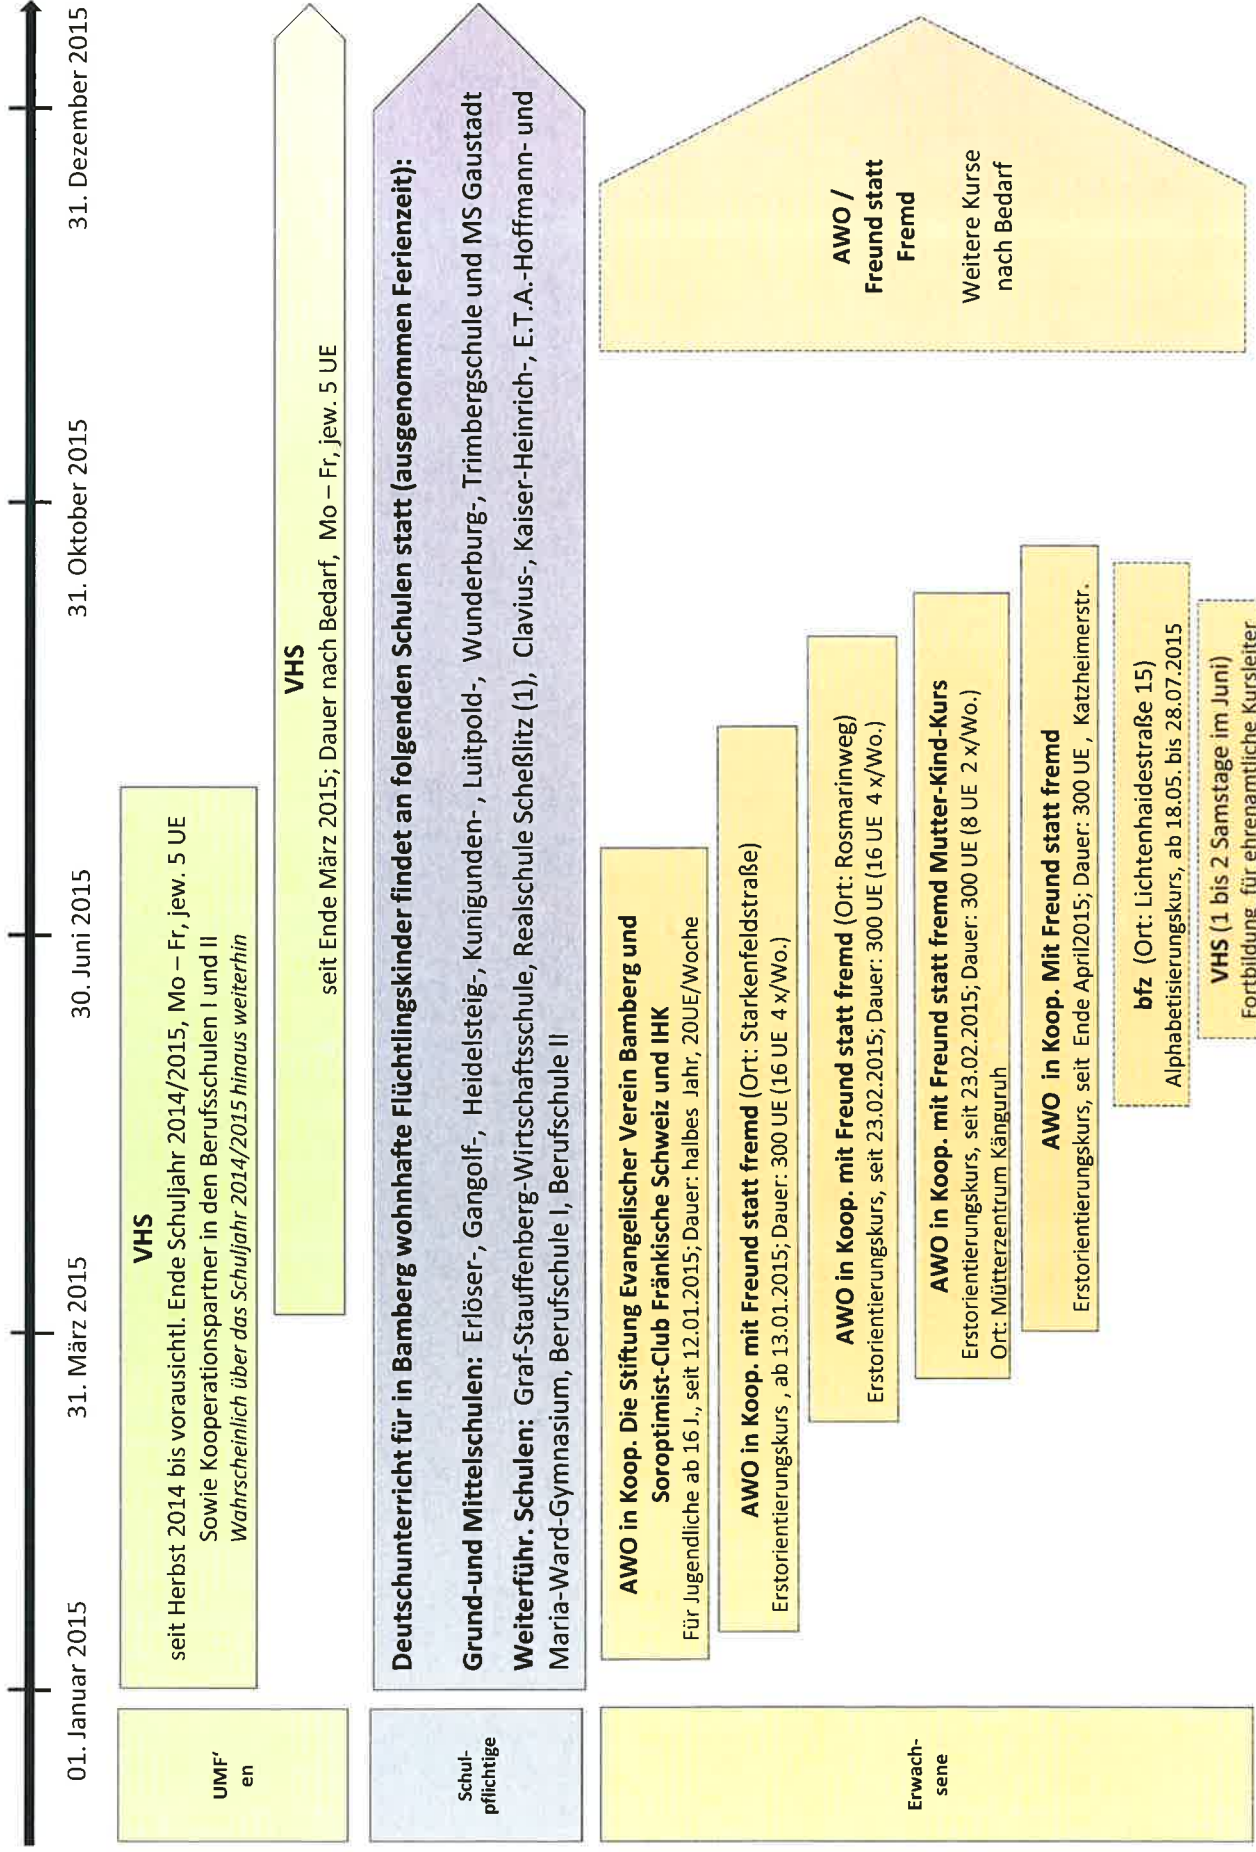 01. Januar 2015
31. März 2015
30. Juni 2015
31. Oktober 2015
31. Dezember 2015
UMF'
en
VHS
seit Herbst 2014 bis vorausichtl. Ende Schuljahr 2014/2015, Mo – Fr, jew. 5 UE
Sowie Kooperationspartner in den Berufsschulen I und II
Wahrscheinlich über das Schuljahr 2014/2015 hinaus weiterhin
VHS
seit Ende März 2015; Dauer nach Bedarf, Mo – Fr, jew. 5 UE
Schul-
pflichtige
Deutschunterricht für in Bamberg wohnhafte Flüchtlingskinder findet an folgenden Schulen statt (ausgenommen Ferienzeit):
Grund-und Mittelschulen: Erlöser-, Gangolf-, Heidelsteig-, Kunigunden- , Luitpold-, Wunderburg-, Trimbergschule und MS Gaustadt
Weiterführ. Schulen: Graf-Stauffenberg-Wirtschaftsschule, Realschule Scheßlitz (1), Clavius-, Kaiser-Heinrich-, E.T.A.-Hoffmann- und
Maria-Ward-Gymnasium, Berufschule I, Berufschule II
Erwach-
sene
AWO in Koop. Die Stiftung Evangelischer Verein Bamberg und
Soroptimist-Club Fränkische Schweiz und IHK
Für Jugendliche ab 16 J., seit 12.01.2015; Dauer: halbes Jahr, 20UE/Woche
AWO in Koop. mit Freund statt fremd (Ort: Starkenfeldstraße)
Erstorientierungskurs , ab 13.01.2015; Dauer: 300 UE (16 UE 4 x/Wo.)
AWO in Koop. mit Freund statt fremd (Ort: Rosmarinweg)
Erstorientierungskurs, seit 23.02.2015; Dauer: 300 UE (16 UE 4 x/Wo.)
AWO in Koop. mit Freund statt fremd Mutter-Kind-Kurs
Erstorientierungskurs, seit 23.02.2015; Dauer: 300 UE (8 UE 2 x/Wo.)
Ort: Mütterzentrum Känguruh
AWO in Koop. Mit Freund statt fremd
Erstorientierungskurs, seit Ende April2015; Dauer: 300 UE , Katzheimerstr.
bfz (Ort: Lichtenhaidestraße 15)
Alphabetisierungskurs, ab 18.05. bis 28.07.2015
VHS (1 bis 2 Samstage im Juni)
Fortbildung für ehrenamtliche Kursleiter
AWO /
Freund statt
Fremd
Weitere Kurse
nach Bedarf